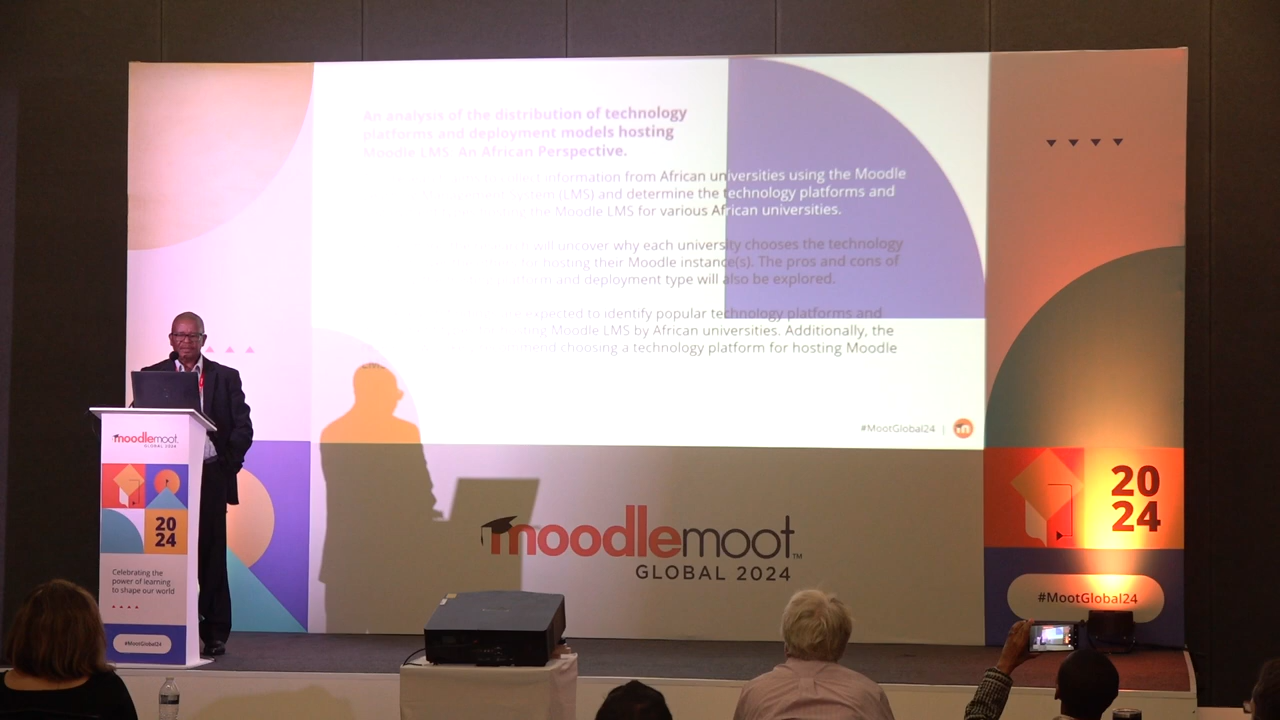 An analysis of the distribution of technology
platforms and deployment models hosting
Moodle LMS: An African Perspective.
information from African universities using the Moodle
(LMS) and determine the technology platforms and
the Moodle LMS for various African universities.
will uncover why each university chooses the technology
for hosting their Moodle instance(s). The pros and cons of
and deployment type will also be explored.
expected to identify popular technology platforms and
Moodle LMS by African universities. Additionally, the
choosing a technology platform for hosting Moodle
#MootGlobal24
moodlemoot™
GLOBAL 2024
20
24
#MootGlobal24
moodlemoot
GLOBAL 2024
20
24
Celebrating the
power of learning
to shape our world
#MootGlobal24